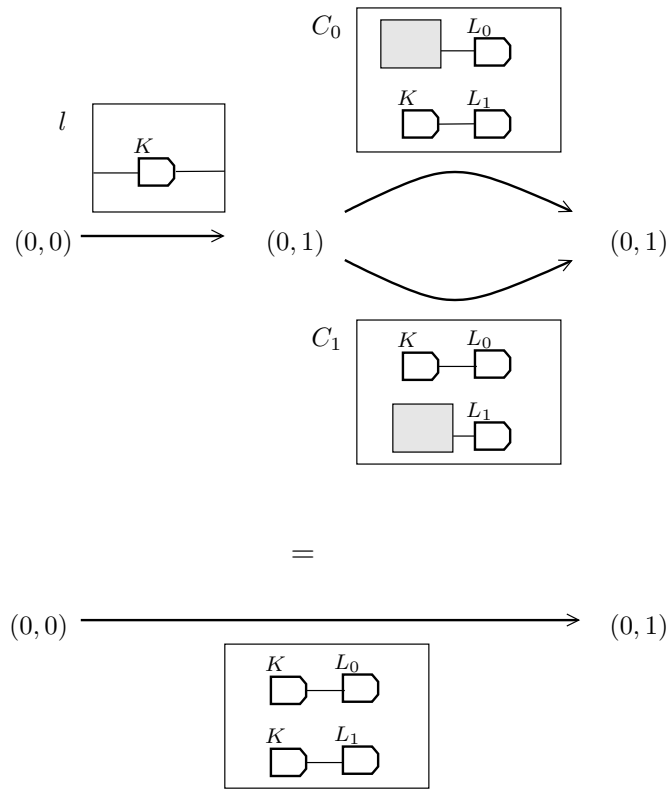 C₀
L₀
K L₁
l
K
(0, 0) (0, 1) (0, 1)
C₁
K L₀
L₁
=
(0, 0) (0, 1)
K L₀
K L₁